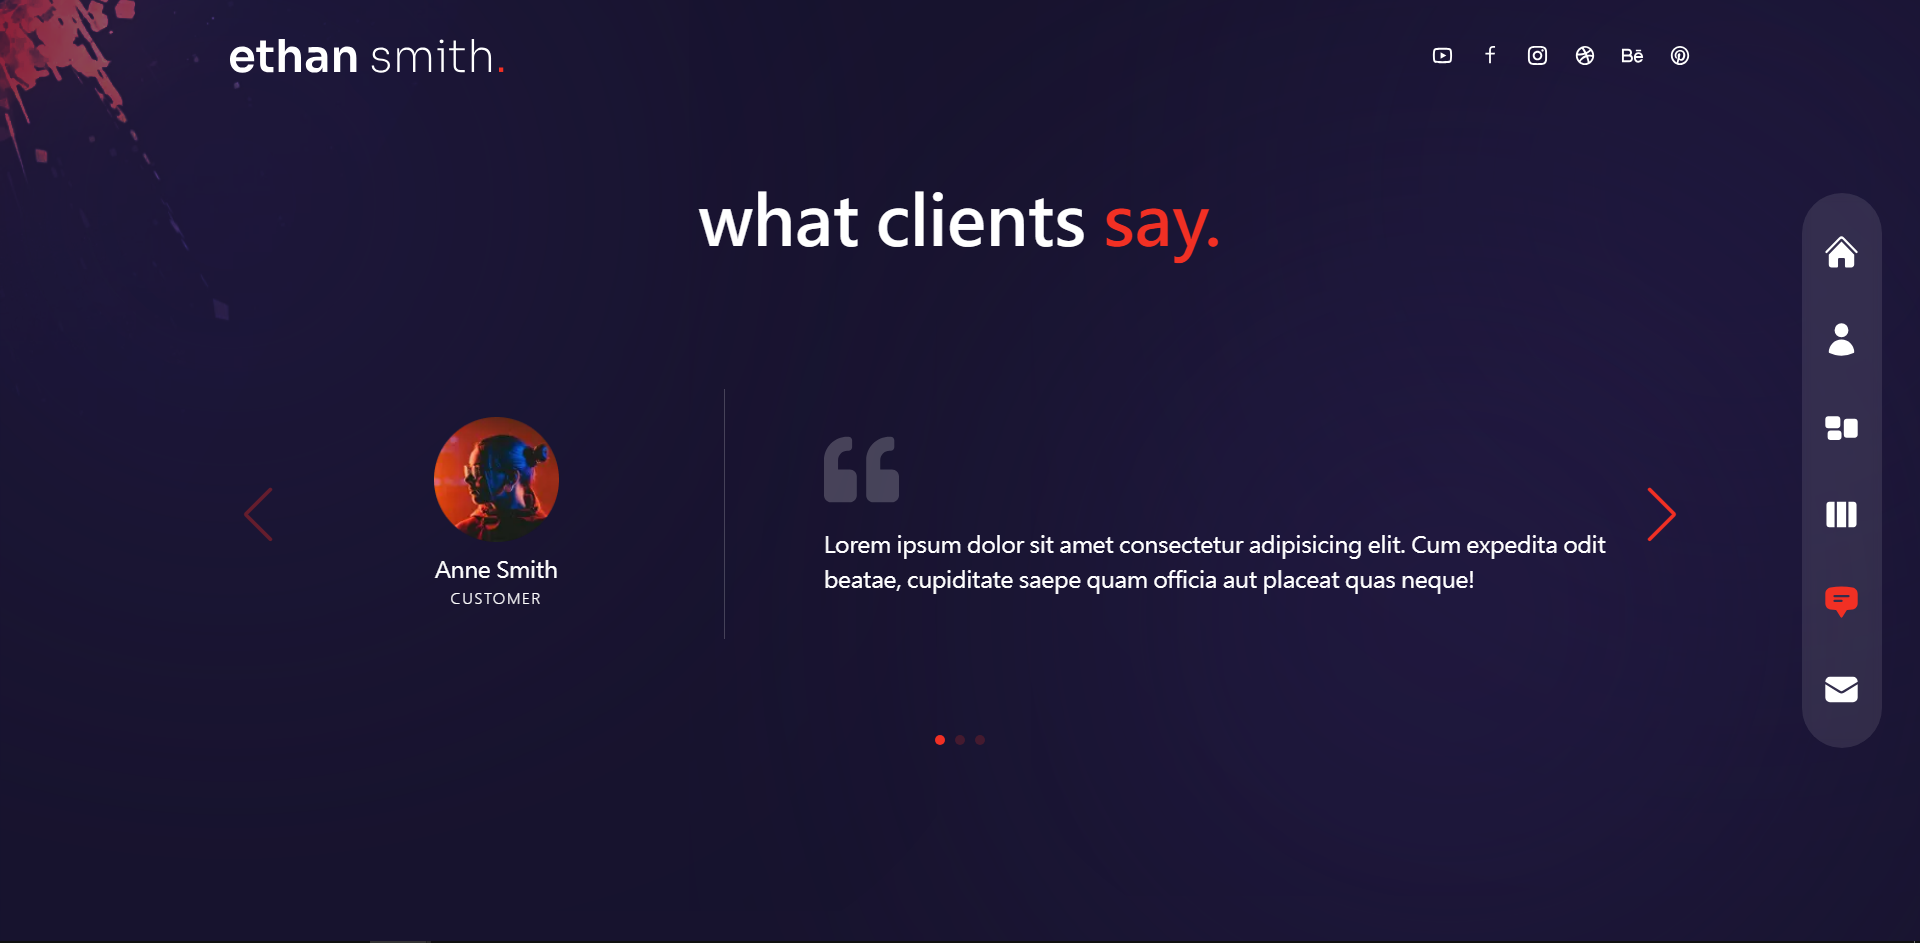 ethan smith.
Bē
what clients say.
Lorem ipsum dolor sit amet consectetur adipisicing elit. Cum expedita odit
beatae, cupiditate saepe quam officia aut placeat quas neque!
Anne Smith
CUSTOMER